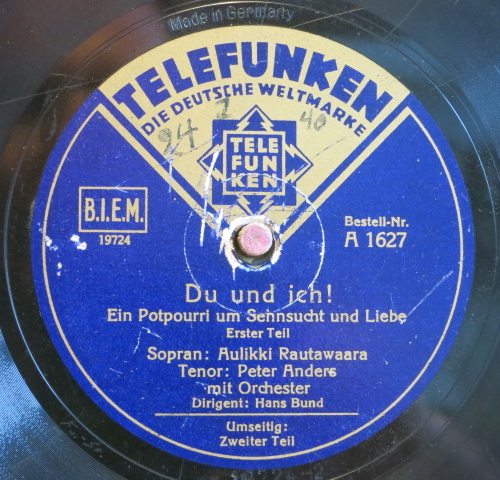 Made in Germany
TELEFUNKEN
DIE DEUTSCHE WELTMARKE
24 I 40
TELE
FUN
KEN
B.I.E.M.
19724
Bestell-Nr.
A 1627
Du und ich!
Ein Potpourri um Sehnsucht und Liebe
Erster Teil
Sopran: Aulikki Rautawaara
Tenor: Peter Anders
mit Orchester
Dirigent: Hans Bund
Umseitig:
Zweiter Teil